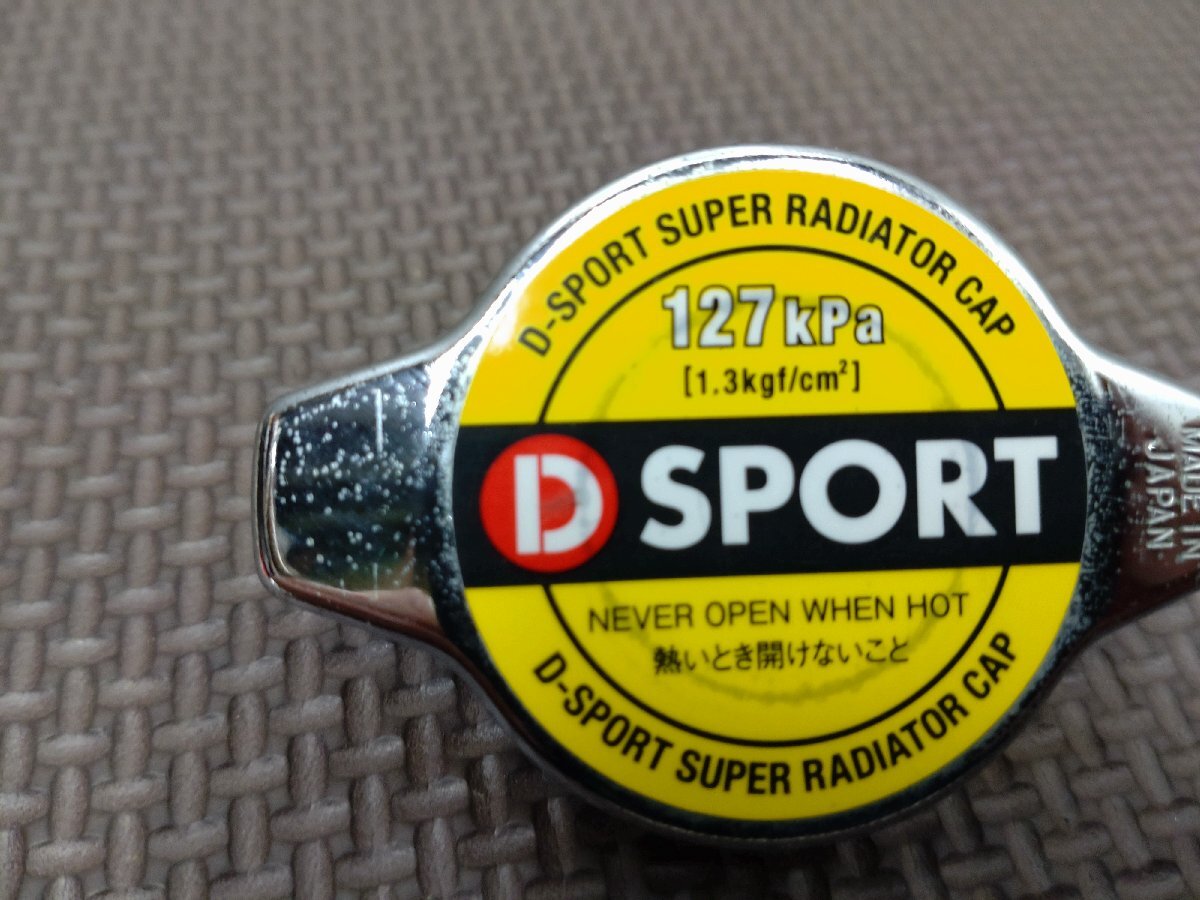 D-SPORT SUPER RADIATOR CAP
127kPa
[1.3kgf/cm²]
D SPORT
NEVER OPEN WHEN HOT
熱いとき開けないこと
D-SPORT SUPER RADIATOR CAP
MADE IN
JAPAN